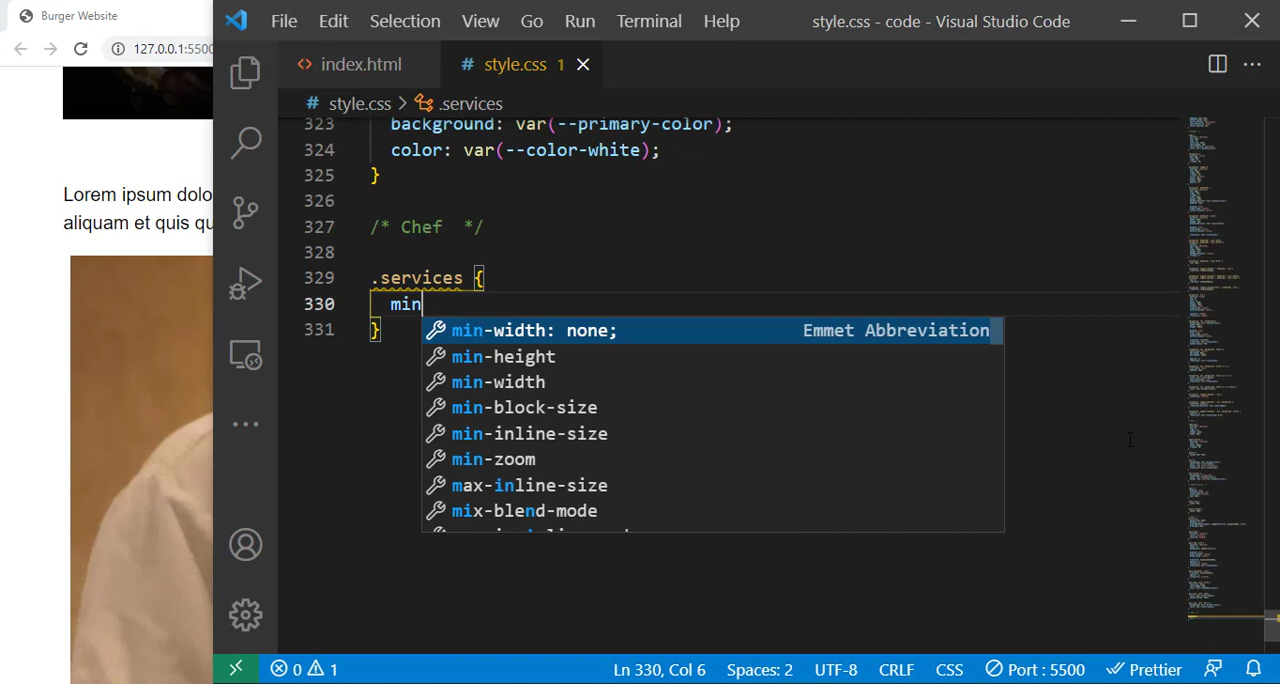 Burger Website
File Edit Selection View Go Run Terminal Help
style.css - code - Visual Studio Code
127.0.0.1:5500
index.html
style.css 1
style.css > .services
323 background: var(--primary-color);
324 color: var(--color-white);
325 }
326
327 /* Chef  */
328
329 .services {
330 min
331 }
min-width: none; Emmet Abbreviation
min-height
min-width
min-block-size
min-inline-size
min-zoom
max-inline-size
mix-blend-mode
Lorem ipsum dolo
aliquam et quis qu
0 1
Ln 330, Col 6
Spaces: 2
UTF-8
CRLF
CSS
Port : 5500
Prettier